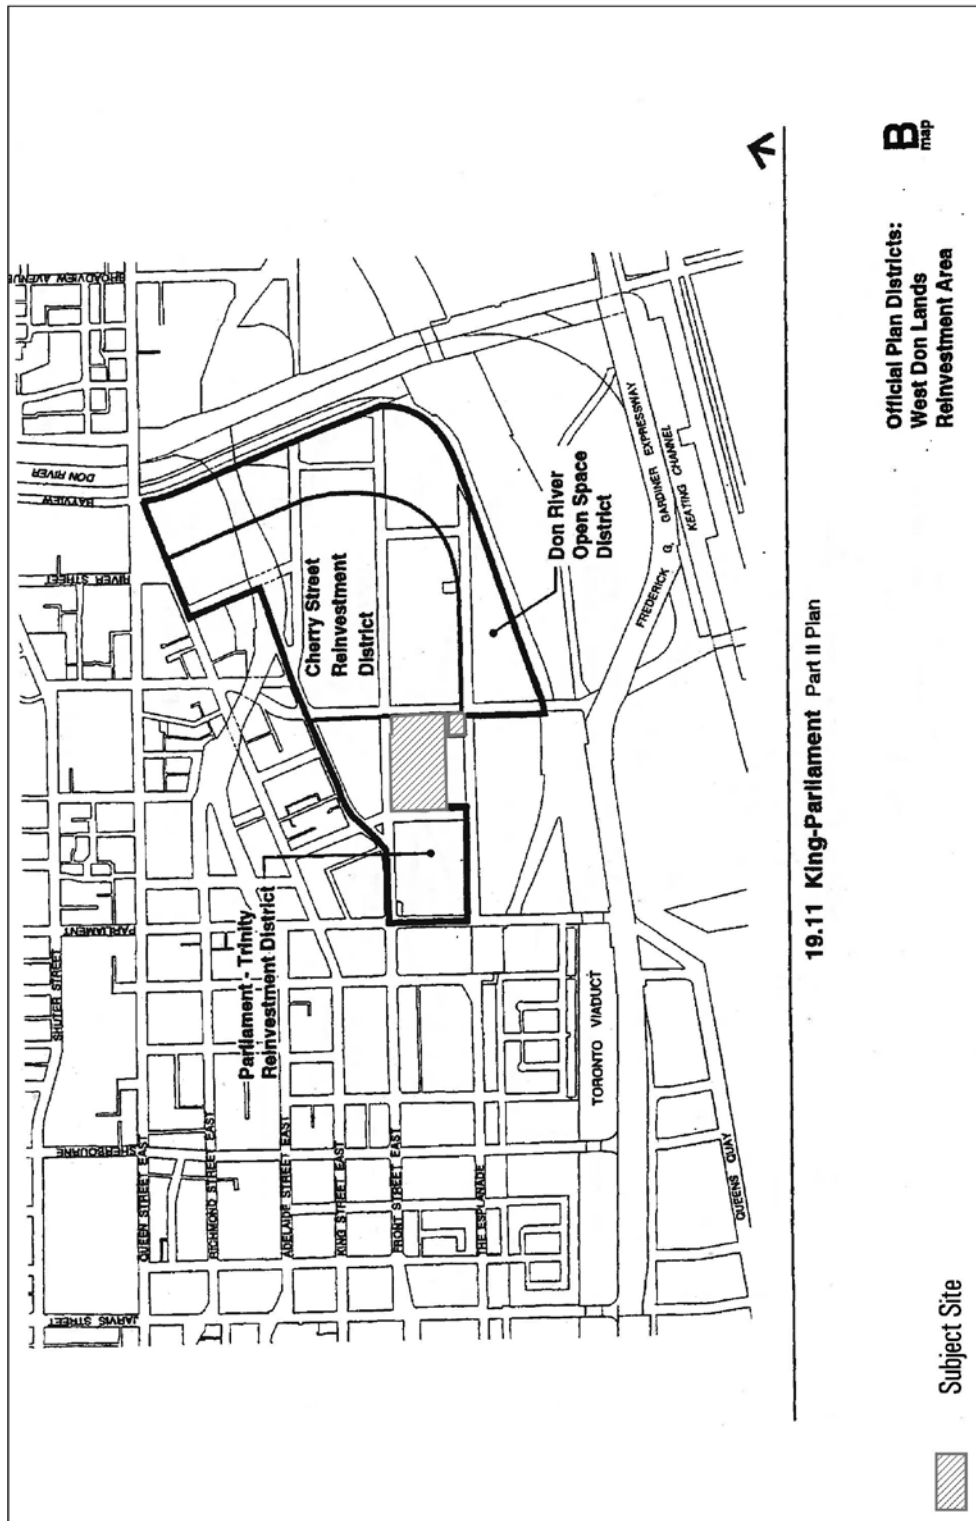 BROADVIEW AVENUE
DON RIVER
BAYVIEW
RIVER STREET
PARLIAMENT
SHUTER STREET
SHERBOURNE
JARVIS STREET
QUEEN STREET EAST
RICHMOND STREET EAST
ADELAIDE STREET EAST
KING STREET EAST
FRONT STREET EAST
THE ESPLANADE
Cherry Street
Reinvestment
District
Parliament - Trinity
Reinvestment District
Don River
Open Space
District
FREDERICK G. GARDINER EXPRESSWAY
KEATING CHANNEL
TORONTO VIADUCT
QUEENS QUAY
19.11 King-Parliament Part II Plan
Official Plan Districts:
West Don Lands
Reinvestment Area
B
map
Subject Site